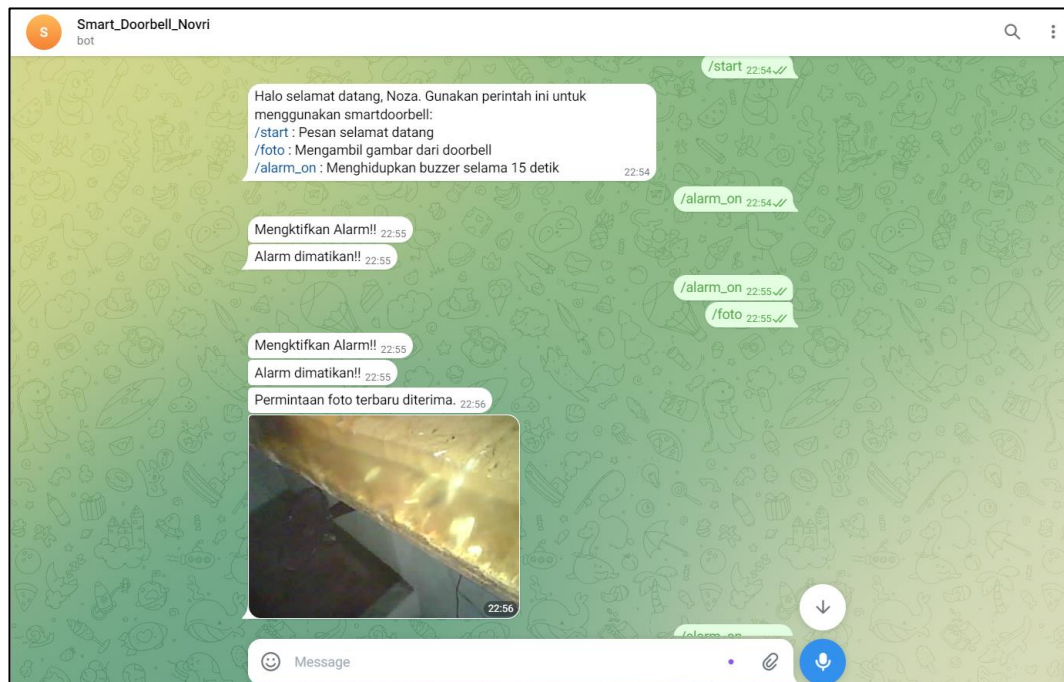 S
Smart_Doorbell_Novri
bot
/start 22:54
Halo selamat datang, Noza. Gunakan perintah ini untuk
menggunakan smartdoorbell:
/start : Pesan selamat datang
/foto : Mengambil gambar dari doorbell
/alarm_on : Menghidupkan buzzer selama 15 detik 22:54
/alarm_on 22:54
Mengktifkan Alarm!! 22:55
Alarm dimatikan!! 22:55
/alarm_on 22:55
/foto 22:55
Mengktifkan Alarm!! 22:55
Alarm dimatikan!! 22:55
Permintaan foto terbaru diterima. 22:56
22:56
/alarm_on
Message